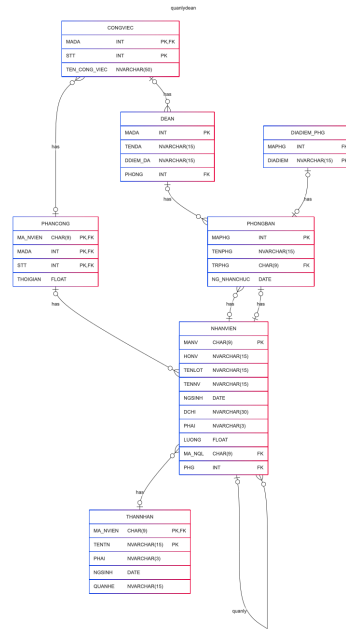 quanlydean
CONGVIEC
MADA INT PK,FK
STT INT PK
TEN_CONG_VIEC NVARCHAR(50)
has
DEAN
MADA INT PK
TENDA NVARCHAR(15)
DDIEM_DA NVARCHAR(15)
PHONG INT FK
DIADIEM_PHG
MAPHG INT
DIADIEM NVARCHAR(15)
has
has
has
PHANCONG
MA_NVIEN CHAR(9) PK,FK
MADA INT PK,FK
STT INT PK,FK
THOIGIAN FLOAT
PHONGBAN
MAPHG INT PK
TENPHG NVARCHAR(15)
TRPHG CHAR(9) FK
NG_NHANCHUC DATE
has
has
has
NHANVIEN
MANV CHAR(9) PK
HONV NVARCHAR(15)
TENLOT NVARCHAR(15)
TENNV NVARCHAR(15)
NGSINH DATE
DCHI NVARCHAR(30)
PHAI NVARCHAR(3)
LUONG FLOAT
MA_NQL CHAR(9) FK
PHG INT FK
has
THANNHAN
MA_NVIEN CHAR(9) PK,FK
TENTN NVARCHAR(15) PK
PHAI NVARCHAR(3)
NGSINH DATE
QUANHE NVARCHAR(15)
quanly